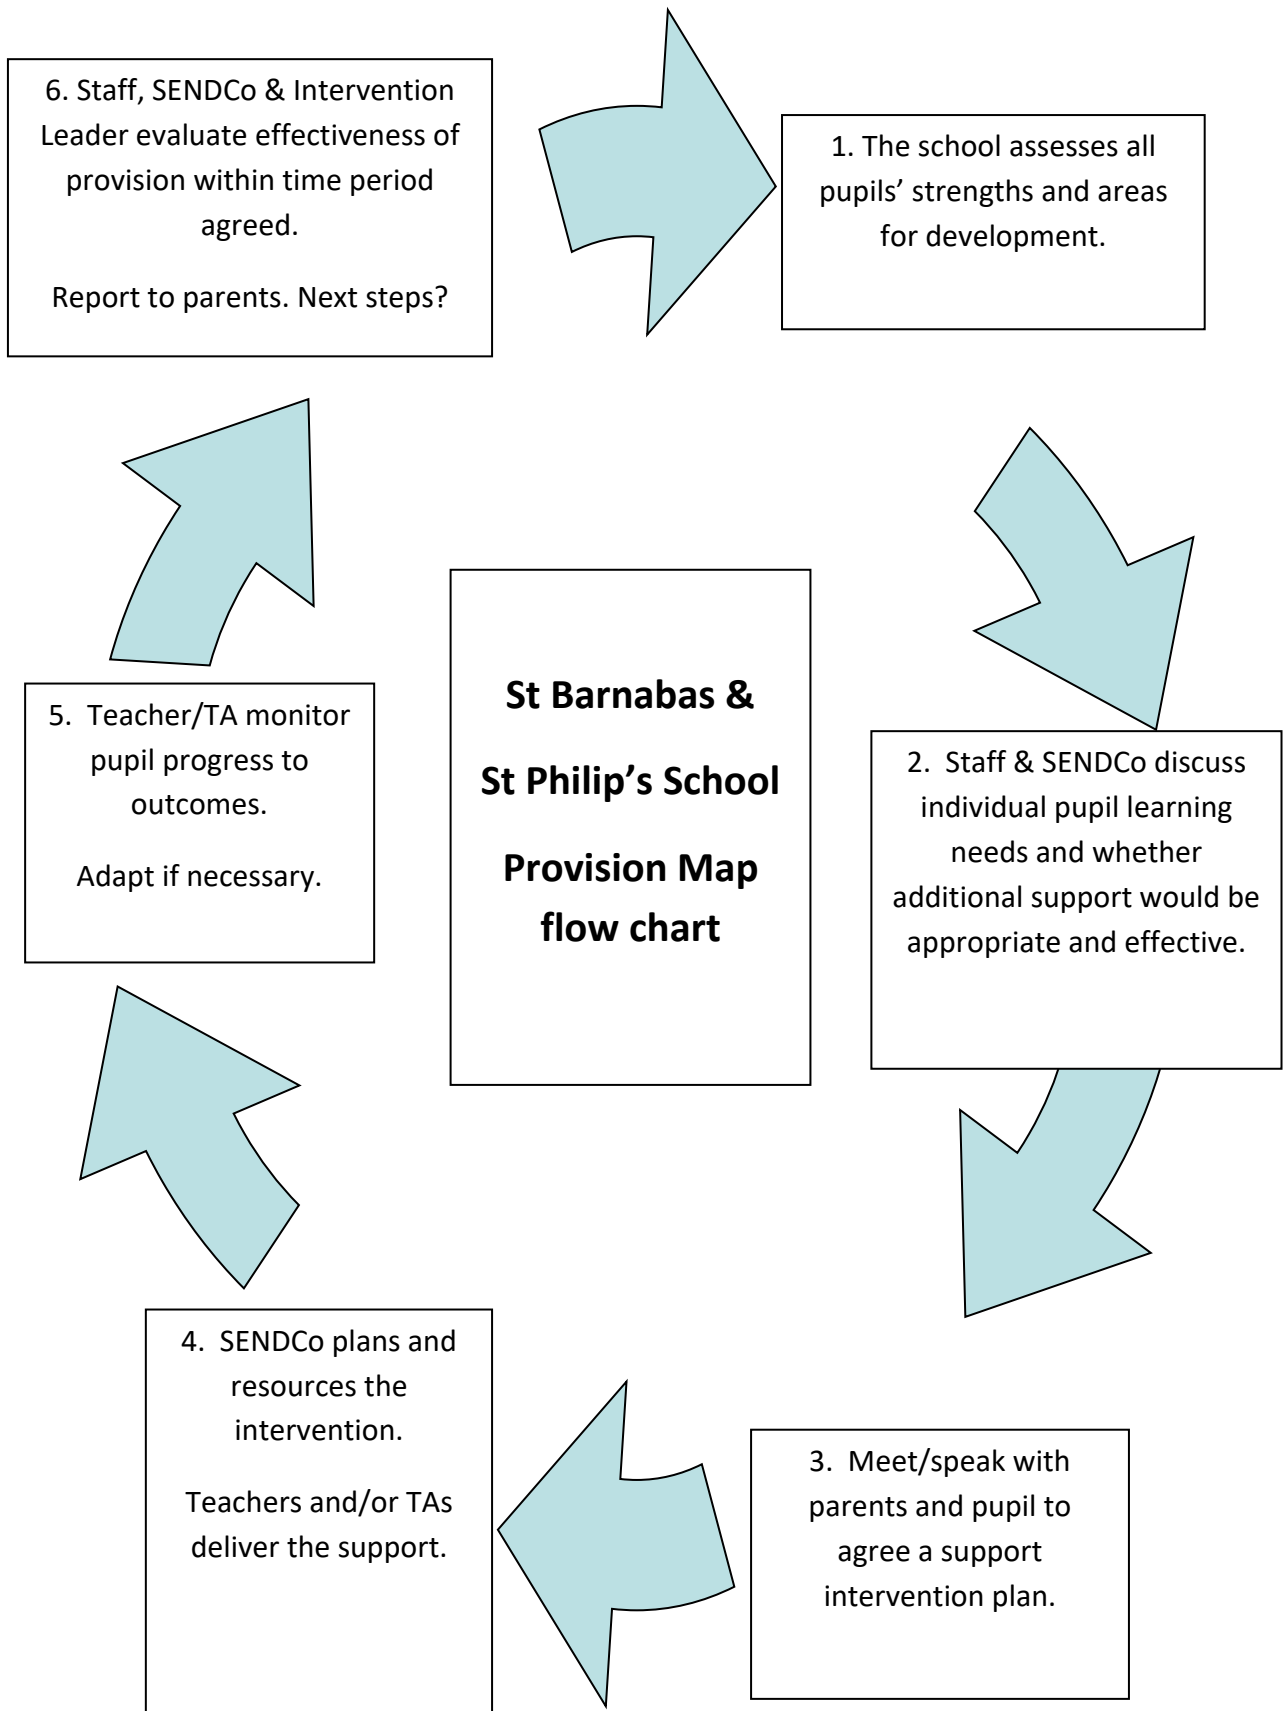 6. Staff, SENDCo & Intervention
Leader evaluate effectiveness of
provision within time period
agreed.
Report to parents. Next steps?
1. The school assesses all
pupils’ strengths and areas
for development.
2. Staff & SENDCo discuss
individual pupil learning
needs and whether
additional support would be
appropriate and effective.
3. Meet/speak with
parents and pupil to
agree a support
intervention plan.
4. SENDCo plans and
resources the
intervention.
Teachers and/or TAs
deliver the support.
5. Teacher/TA monitor
pupil progress to
outcomes.
Adapt if necessary.
St Barnabas &
St Philip’s School
Provision Map
flow chart